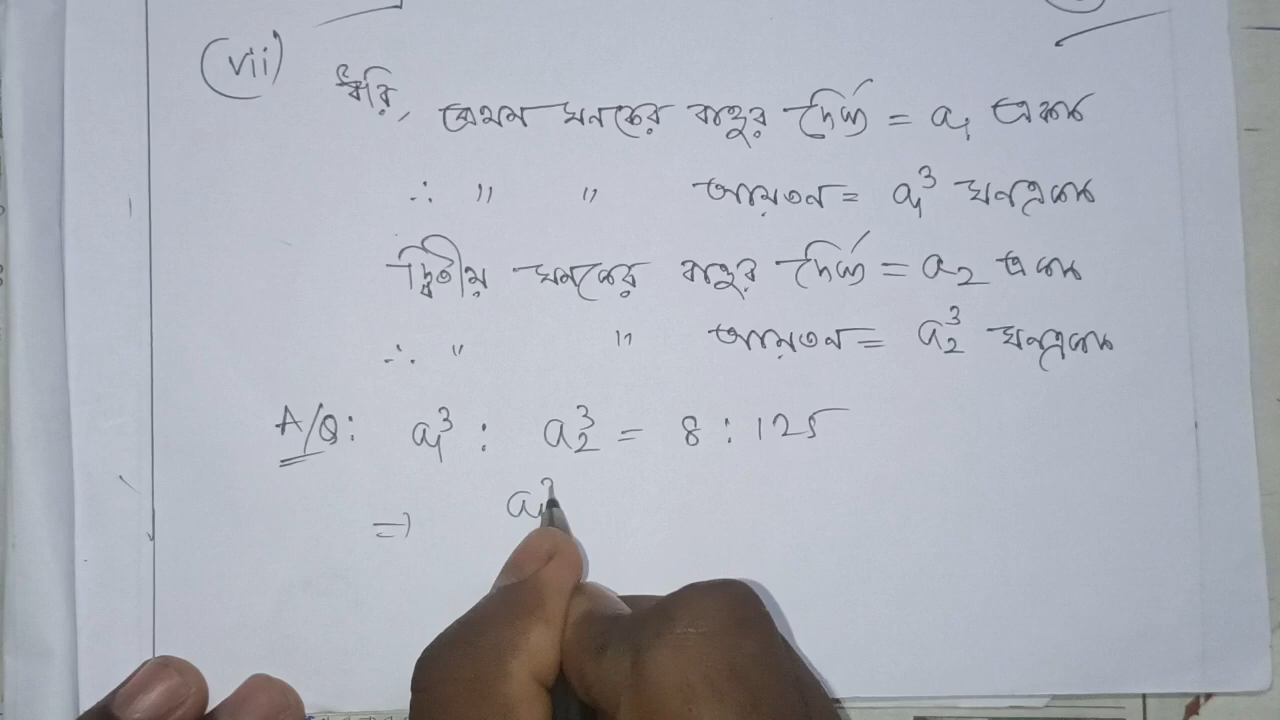 (vii) ধরি, প্রথম ঘনকের বাহুর দৈর্ঘ্য = a₁ একক
∴ " " আয়তন = a₁³ ঘনএকক
দ্বিতীয় ঘনকের বাহুর দৈর্ঘ্য = a₂ একক
∴ " " আয়তন = a₂³ ঘনএকক
A/Q: a₁³ : a₂³ = 8 : 125
⇒ a₁³